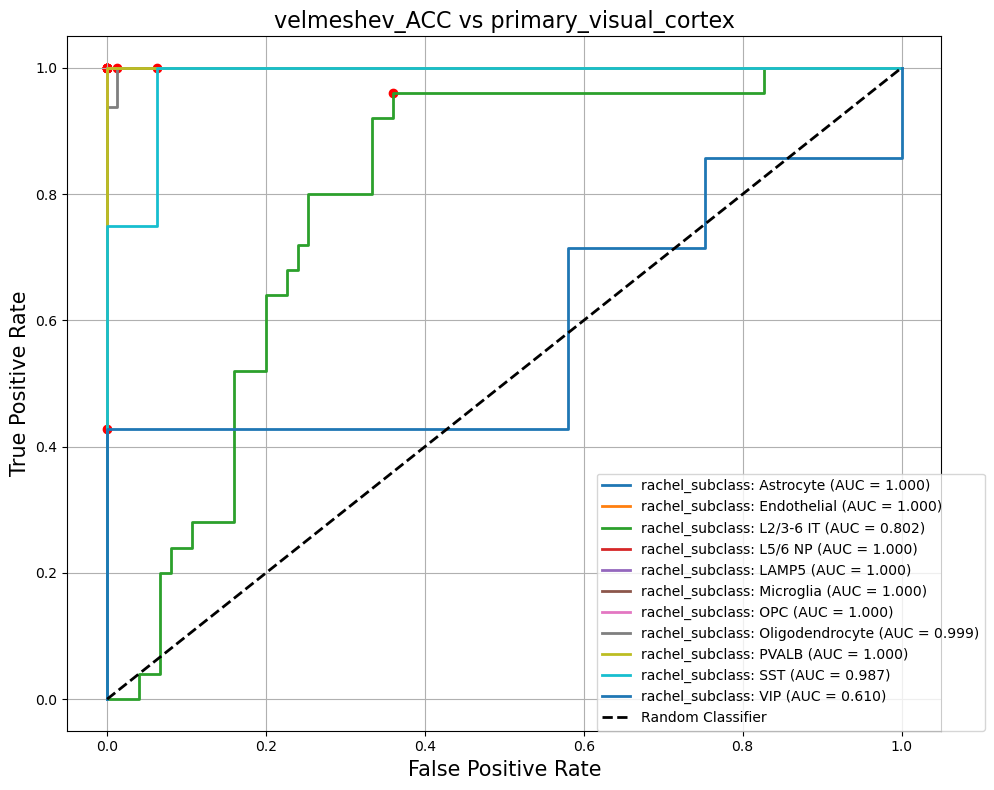 velmeshev_ACC vs primary_visual_cortex
1.0
0.8
0.6
0.4
0.2
0.0
True Positive Rate
rachel_subclass: Astrocyte (AUC = 1.000)
rachel_subclass: Endothelial (AUC = 1.000)
rachel_subclass: L2/3-6 IT (AUC = 0.802)
rachel_subclass: L5/6 NP (AUC = 1.000)
rachel_subclass: LAMP5 (AUC = 1.000)
rachel_subclass: Microglia (AUC = 1.000)
rachel_subclass: OPC (AUC = 1.000)
rachel_subclass: Oligodendrocyte (AUC = 0.999)
rachel_subclass: PVALB (AUC = 1.000)
rachel_subclass: SST (AUC = 0.987)
rachel_subclass: VIP (AUC = 0.610)
Random Classifier
0.0 0.2 0.4 0.6 0.8 1.0
False Positive Rate